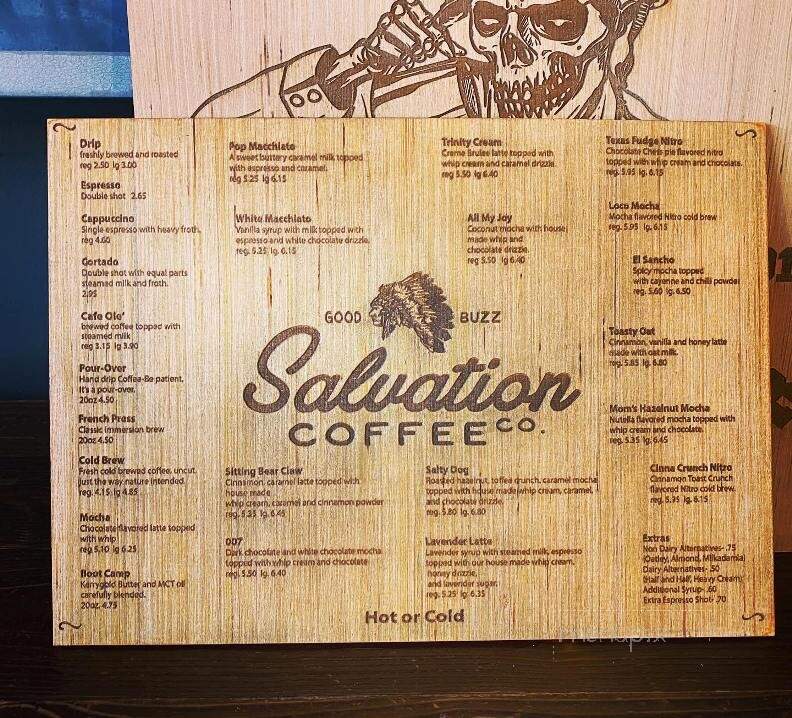 Drip
freshly brewed and roasted
reg 2.50 lg 3.00
Espresso
Double shot 2.65
Cappuccino
Single espresso with heavy froth.
reg 4.60
Cortado
Double shot with equal parts
steamed milk and froth.
2.95
Cafe Ole'
brewed coffee topped with
steamed milk
reg 3.15 lg 3.90
Pour-Over
Hand drip Coffee-Be patient,
It's a pour-over.
20oz 4.50
French Press
Classic immersion brew
20oz 4.50
Cold Brew
Fresh cold brewed coffee, uncut,
just the way nature intended.
reg. 4.15 lg 4.85
Mocha
Chocolate flavored latte topped
with whip
reg 5.10 lg 6.25
Boot Camp
Kerrygold Butter and MCT oil
carefully blended.
20oz. 4.75
Pop Macchiato
A sweet buttery caramel milk topped
with espresso and caramel.
reg 5.25 lg 6.15
White Macchiato
Vanilla syrup with milk topped with
espresso and white chocolate drizzle.
reg. 5.25 lg. 6.15
Trinity Cream
Creme Brulee latte topped with
whip cream and caramel drizzle.
reg 5.50 lg 6.40
All My Joy
Coconut mocha with house
made whip and
chocolate drizzle.
reg 5.50 lg 6.40
GOOD BUZZ
Salvation
COFFEE CO.
Sitting Bear Claw
Cinnamon, caramel latte topped with
house made
whip cream, caramel and cinnamon powder
reg. 5.35 6.45
007
Dark chocolate and white chocolate mocha
topped with whip cream and chocolate
reg. 5.50 lg. 6.40
Salty Dog
Roasted hazelnut, toffee crunch, caramel mocha
topped with house made whip cream, caramel,
and chocolate drizzle.
reg. 5.80 lg. 6.80
Lavender Latte
Lavender syrup with steamed milk, espresso
topped with our house made whip cream,
honey drizzle,
and lavender sugar.
reg. 5.25 lg. 6.35
Texas Fudge Nitro
Chocolate Chess pie flavored nitro
topped with whip cream and chocolate.
reg. 5.95 lg. 6.15
Loco Mocha
Mocha flavored Nitro cold brew
reg. 5.95 lg. 6.15
El Sancho
Spicy mocha topped
with cayenne and chili powder
reg. 5.60 lg. 6.50
Toasty Oat
Cinnamon, vanilla and honey latte
made with oat milk.
reg. 5.85 lg. 6.80
Mom's Hazelnut Mocha
Nutella flavored mocha topped with
whip cream and chocolate.
reg. 5.35 lg. 6.45
Cinna Crunch Nitro
Cinnamon Toast Crunch
flavored Nitro cold brew.
reg. 5.95 lg. 6.15
Extras
Non Dairy Alternatives- .75
(Oatley, Almond, Milkadamia)
Dairy Alternatives- .50
(Half and Half, Heavy Cream)
Additional Syrup- .60
Extra Espresso Shot- .70
Hot or Cold